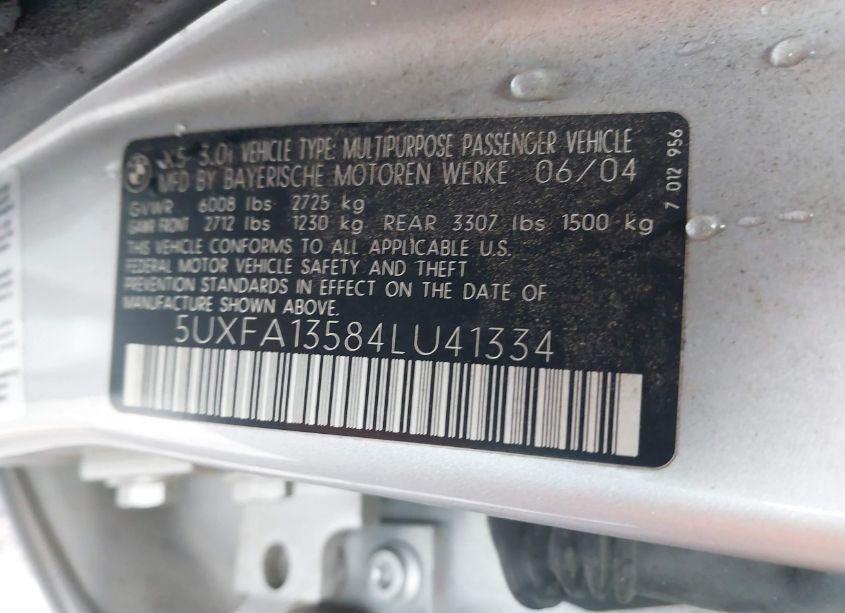 X5 3.0i VEHICLE TYPE: MULTIPURPOSE PASSENGER VEHICLE
MFD BY BAYERISCHE MOTOREN WERKE 06/04
GVWR 6008 lbs 2725 kg
GAWR FRONT 2712 lbs 1230 kg REAR 3307 lbs 1500 kg
THIS VEHICLE CONFORMS TO ALL APPLICABLE U.S.
FEDERAL MOTOR VEHICLE SAFETY AND THEFT
PREVENTION STANDARDS IN EFFECT ON THE DATE OF
MANUFACTURE SHOWN ABOVE.
5UXFA13584LU41334
7 012 956